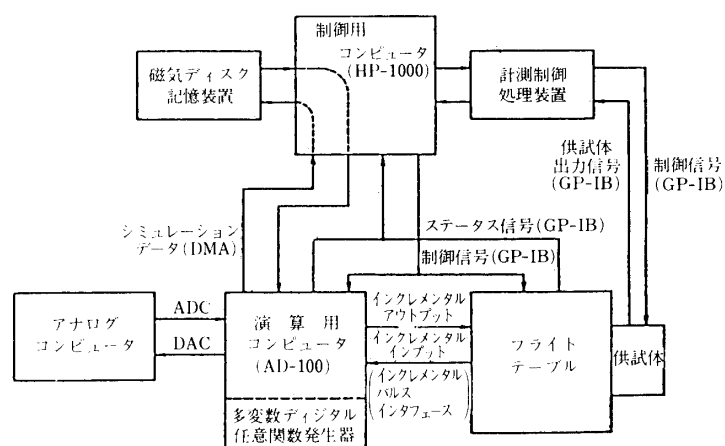 制御用
コンピュータ
(HP-1000)
磁気ディスク
記憶装置
計測制御
処理装置
供試体
出力信号
(GP-IB)
制御信号
(GP-IB)
シミュレーション
データ(DMA)
ステータス信号(GP-IB)
制御信号(GP-IB)
アナログ
コンピュータ
ADC
DAC
演算用
コンピュータ
(AD-100)
多変数ディジタル
任意関数発生器
インクレメンタル
アウトプット
インクレメンタル
インプット
(インクレメンタル
パルス
インタフェース)
フライト
テーブル
供試体